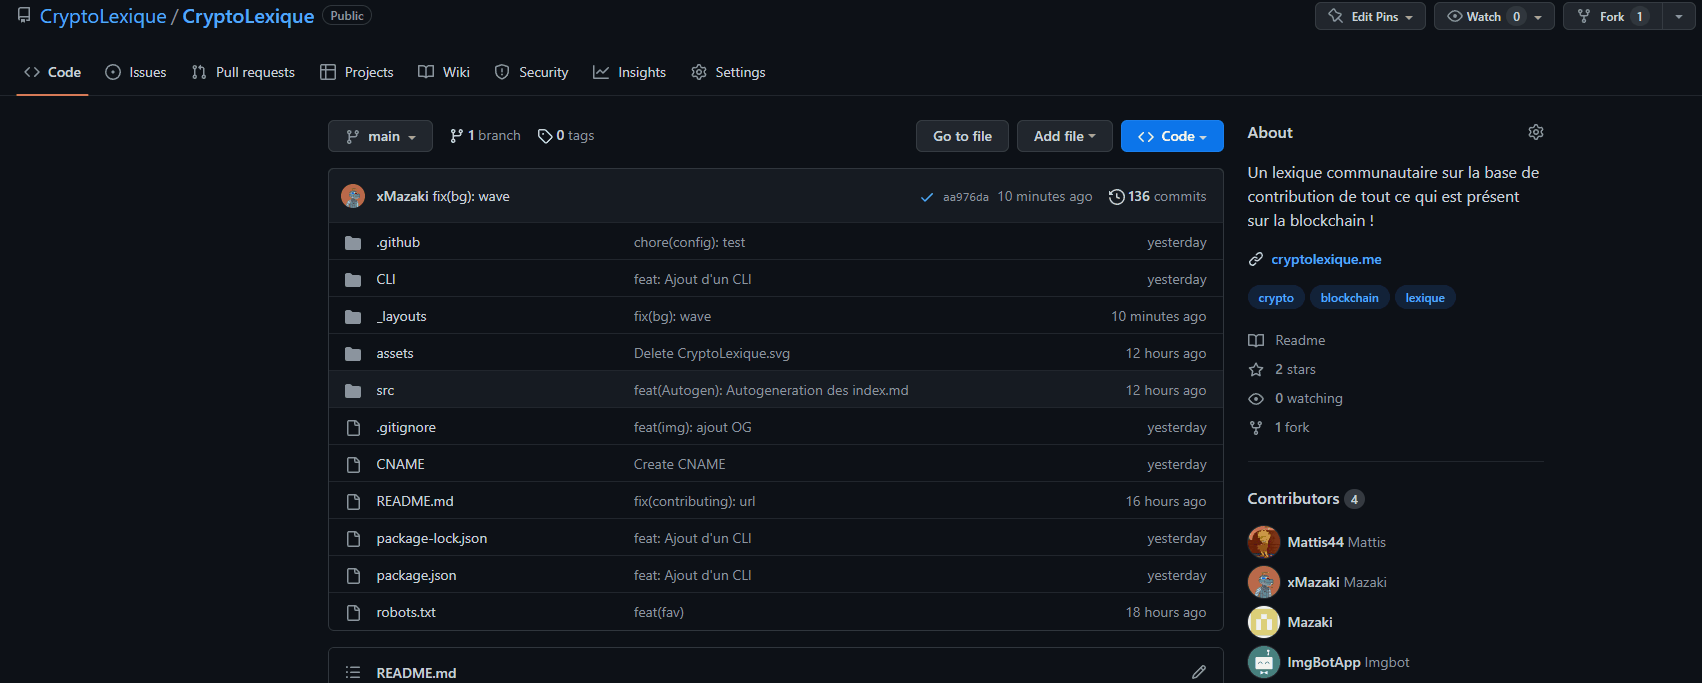 CryptoLexique / CryptoLexique Public
Edit Pins Watch 0 Fork 1
Code Issues Pull requests Projects Wiki Security Insights Settings
main 1 branch 0 tags Go to file Add file Code
xMazaki fix(bg): wave aa976da 10 minutes ago 136 commits
.github chore(config): test yesterday
CLI feat: Ajout d'un CLI yesterday
_layouts fix(bg): wave 10 minutes ago
assets Delete CryptoLexique.svg 12 hours ago
src feat(Autogen): Autogeneration des index.md 12 hours ago
.gitignore feat(img): ajout OG yesterday
CNAME Create CNAME yesterday
README.md fix(contributing): url 16 hours ago
package-lock.json feat: Ajout d'un CLI yesterday
package.json feat: Ajout d'un CLI yesterday
robots.txt feat(fav) 18 hours ago
README.md
About
Un lexique communautaire sur la base de
contribution de tout ce qui est présent
sur la blockchain !
cryptolexique.me
crypto blockchain lexique
Readme
2 stars
0 watching
1 fork
Contributors 4
Mattis44 Mattis
xMazaki Mazaki
Mazaki
ImgBotApp Imgbot